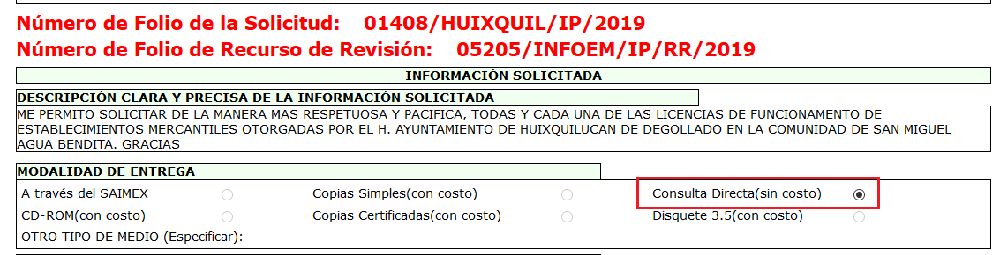 Número de Folio de la Solicitud: 01408/HUIXQUIL/IP/2019
Número de Folio de Recurso de Revisión: 05205/INFOEM/IP/RR/2019
INFORMACIÓN SOLICITADA
DESCRIPCIÓN CLARA Y PRECISA DE LA INFORMACIÓN SOLICITADA
ME PERMITO SOLICITAR DE LA MANERA MAS RESPETUOSA Y PACIFICA, TODAS Y CADA UNA DE LAS LICENCIAS DE FUNCIONAMENTO DE
ESTABLECIMIENTOS MERCANTILES OTORGADAS POR EL H. AYUNTAMIENTO DE HUIXQUILUCAN DE DEGOLLADO EN LA COMUNIDAD DE SAN MIGUEL
AGUA BENDITA. GRACIAS
MODALIDAD DE ENTREGA
A través del SAIMEX Copias Simples(con costo) Consulta Directa(sin costo)
CD-ROM(con costo) Copias Certificadas(con costo) Disquete 3.5(con costo)
OTRO TIPO DE MEDIO (Especificar):